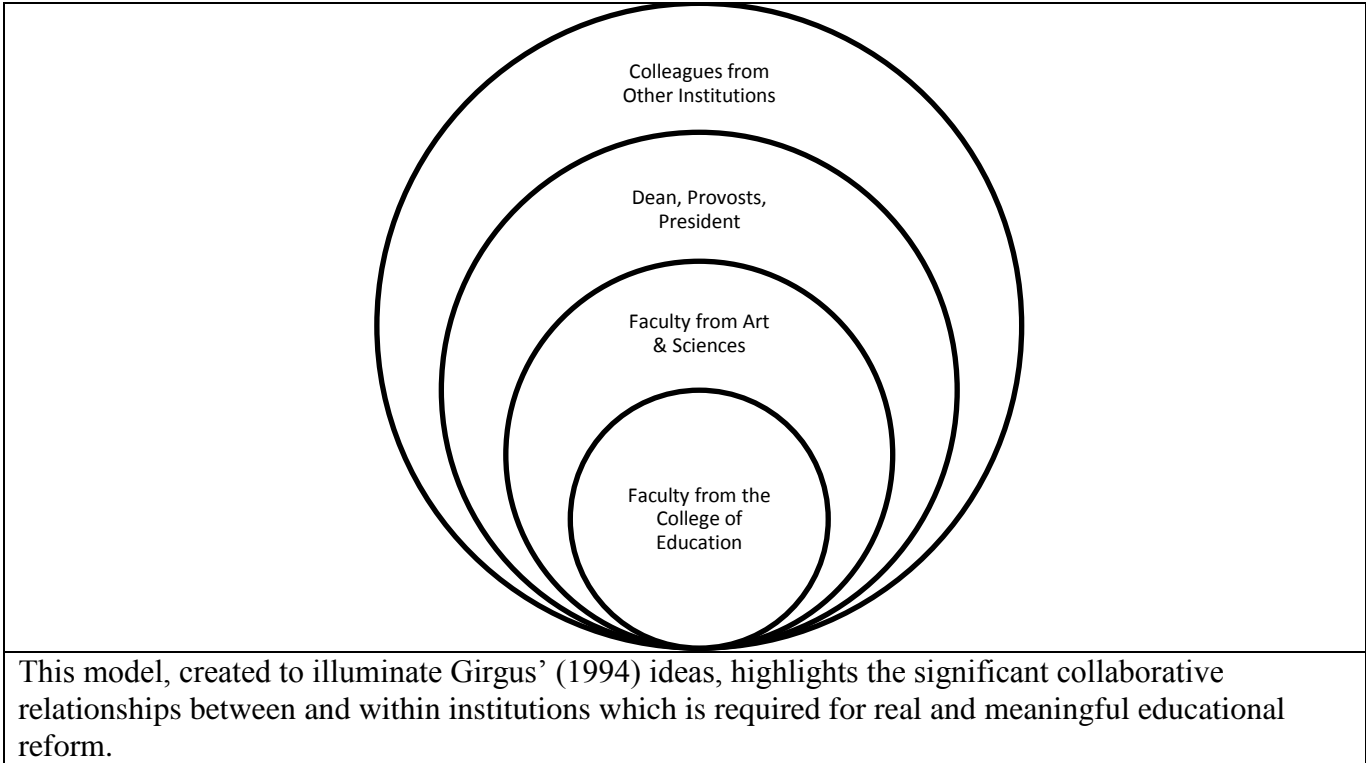 Colleagues from
Other Institutions
Dean, Provosts,
President
Faculty from Art
& Sciences
Faculty from the
College of
Education
This model, created to illuminate Girgus’ (1994) ideas, highlights the significant collaborative
relationships between and within institutions which is required for real and meaningful educational
reform.